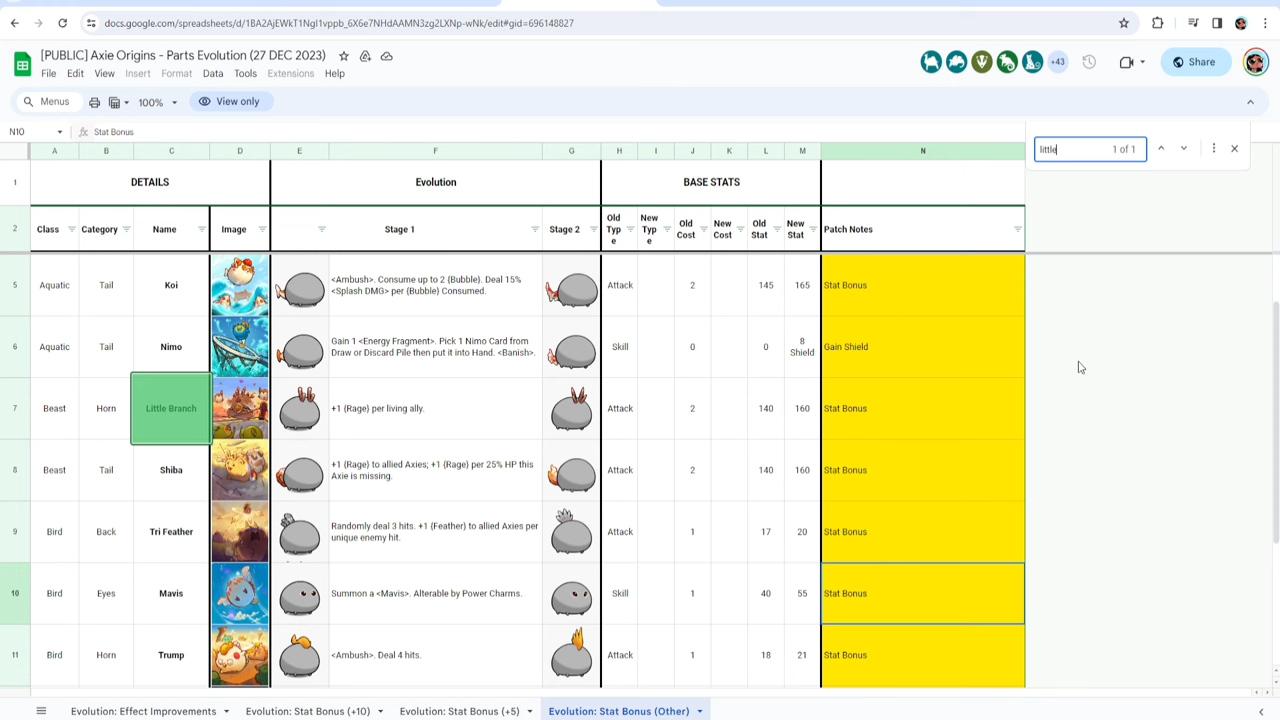 docs.google.com/spreadsheets/d/1BA2AjEWkT1Ngl1vppb_6X6e7NHdAAMN3zg2LXNp-wNk/edit#gid=696148827
[PUBLIC] Axie Origins - Parts Evolution (27 DEC 2023)
File Edit View Insert Format Data Tools Extensions Help
+43
Share
Menus
100%
View only
N10
fx Stat Bonus
little 1 of 1
A B C D E F G H I J K L M N
1 DETAILS Evolution BASE STATS
2 Class Category Name Image Stage 1 Stage 2 Old Type New Type Old Cost New Cost Old Stat New Stat Patch Notes
5 Aquatic Tail Koi <Ambush>. Consume up to 2 {Bubble}. Deal 15% <Splash DMG> per {Bubble} Consumed. Attack 2 145 165 Stat Bonus
6 Aquatic Tail Nimo Gain 1 <Energy Fragment>. Pick 1 Nimo Card from Draw or Discard Pile then put it into Hand. <Banish>. Skill 0 0 8 Shield Gain Shield
7 Beast Horn Little Branch +1 {Rage} per living ally. Attack 2 140 160 Stat Bonus
8 Beast Tail Shiba +1 {Rage} to allied Axies; +1 {Rage} per 25% HP this Axie is missing. Attack 2 140 160 Stat Bonus
9 Bird Back Tri Feather Randomly deal 3 hits. +1 {Feather} to allied Axies per unique enemy hit. Attack 1 17 20 Stat Bonus
10 Bird Eyes Mavis Summon a <Mavis>. Alterable by Power Charms. Skill 1 40 55 Stat Bonus
11 Bird Horn Trump <Ambush>. Deal 4 hits. Attack 1 18 21 Stat Bonus
Evolution: Effect Improvements Evolution: Stat Bonus (+10) Evolution: Stat Bonus (+5) Evolution: Stat Bonus (Other)